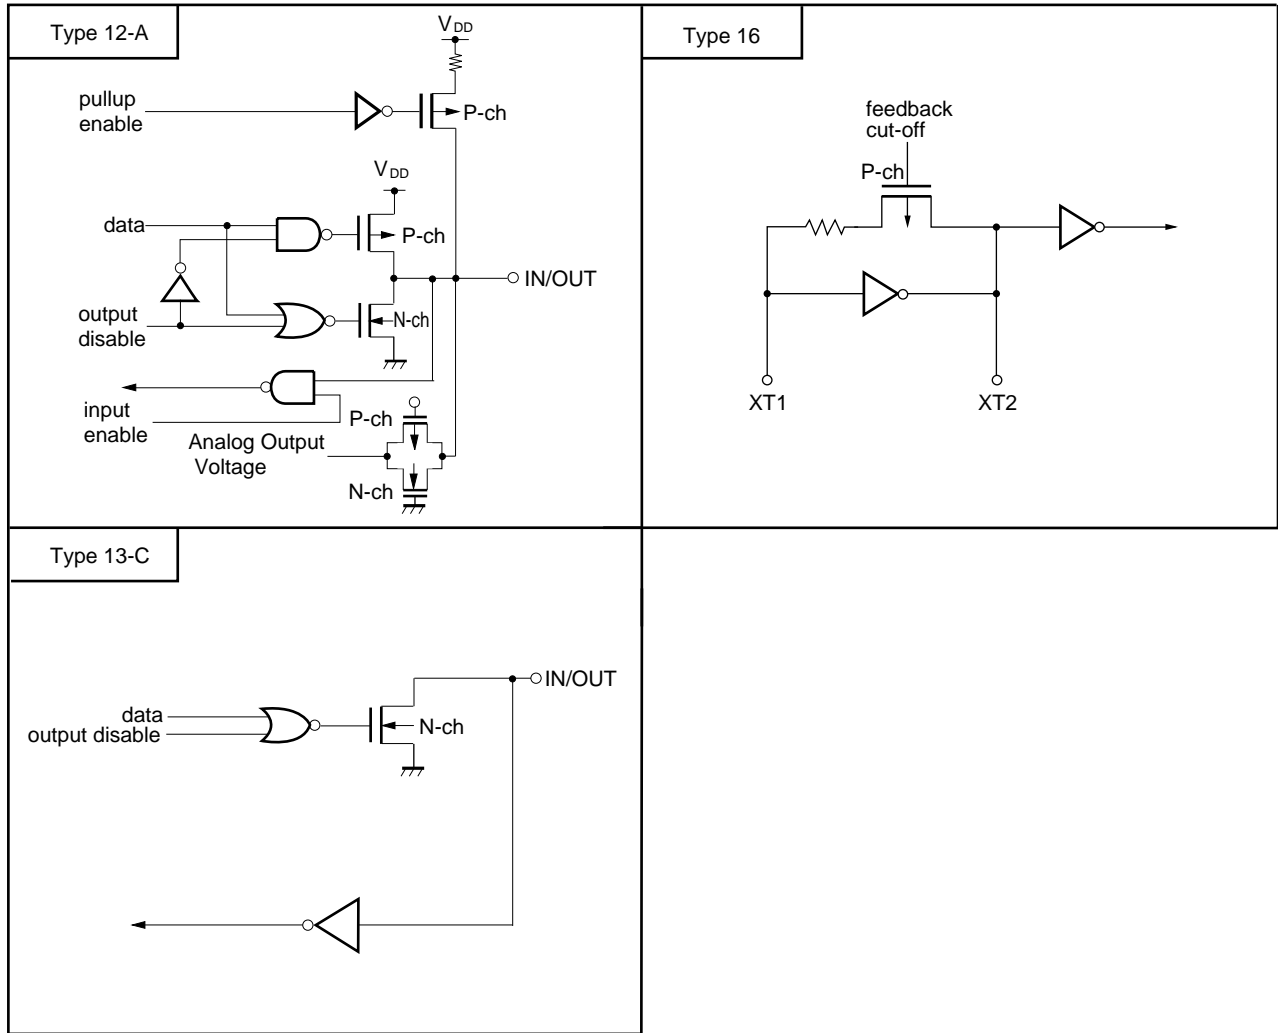 Type 12-A
VDD
pullup
enable
P-ch
VDD
data
P-ch
IN/OUT
output
disable
N-ch
input
enable
P-ch
Analog Output
Voltage
N-ch
Type 16
feedback
cut-off
P-ch
XT1
XT2
Type 13-C
IN/OUT
data
output disable
N-ch